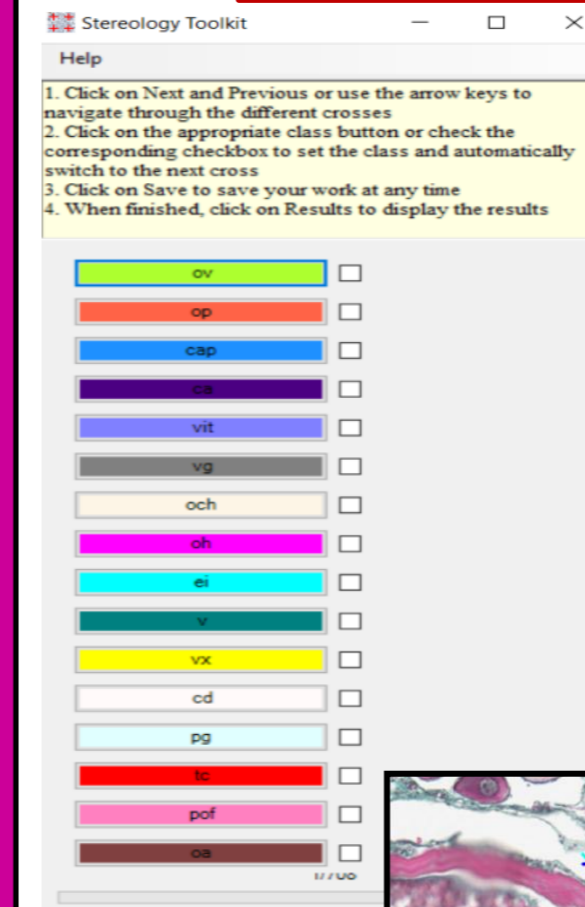 Stereology Toolkit
Help
1. Click on Next and Previous or use the arrow keys to
navigate through the different crosses
2. Click on the appropriate class button or check the
corresponding checkbox to set the class and automatically
switch to the next cross
3. Click on Save to save your work at any time
4. When finished, click on Results to display the results
ov
op
cap
ca
vit
vg
och
oh
ei
v
vx
cd
pg
tc
pof
oa